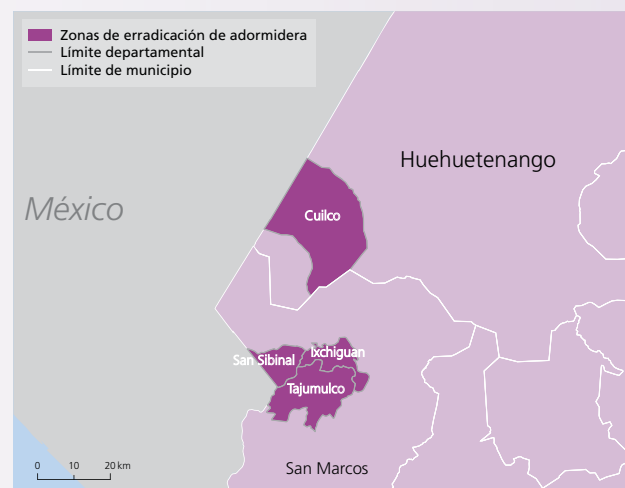 Zonas de erradicación de adormidera
Límite departamental
Límite de municipio
Huehuetenango
México
Cuilco
San Sibinal
Ixchiguan
Tajumulco
0 10 20 km
San Marcos